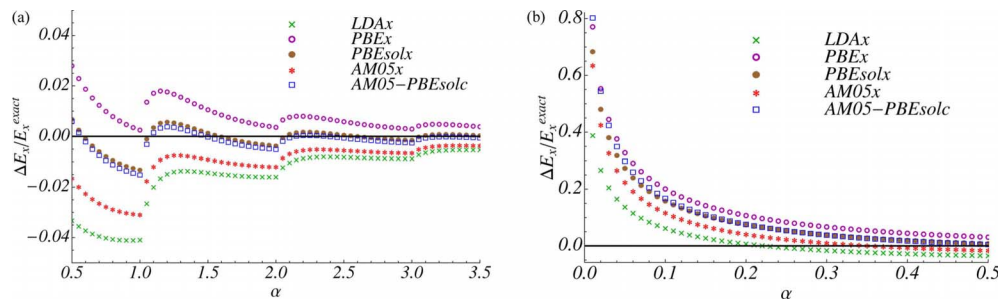 (a)
ΔE_x/E_x^exact
0.04
0.02
0.00
−0.02
−0.04
LDAx
PBEx
PBEsolx
AM05x
AM05−PBEsolc
0.5 1.0 1.5 2.0 2.5 3.0 3.5
α
(b)
ΔE_x/E_x^exact
0.8
0.6
0.4
0.2
0.0
LDAx
PBEx
PBEsolx
AM05x
AM05−PBEsolc
0.0 0.1 0.2 0.3 0.4 0.5
α